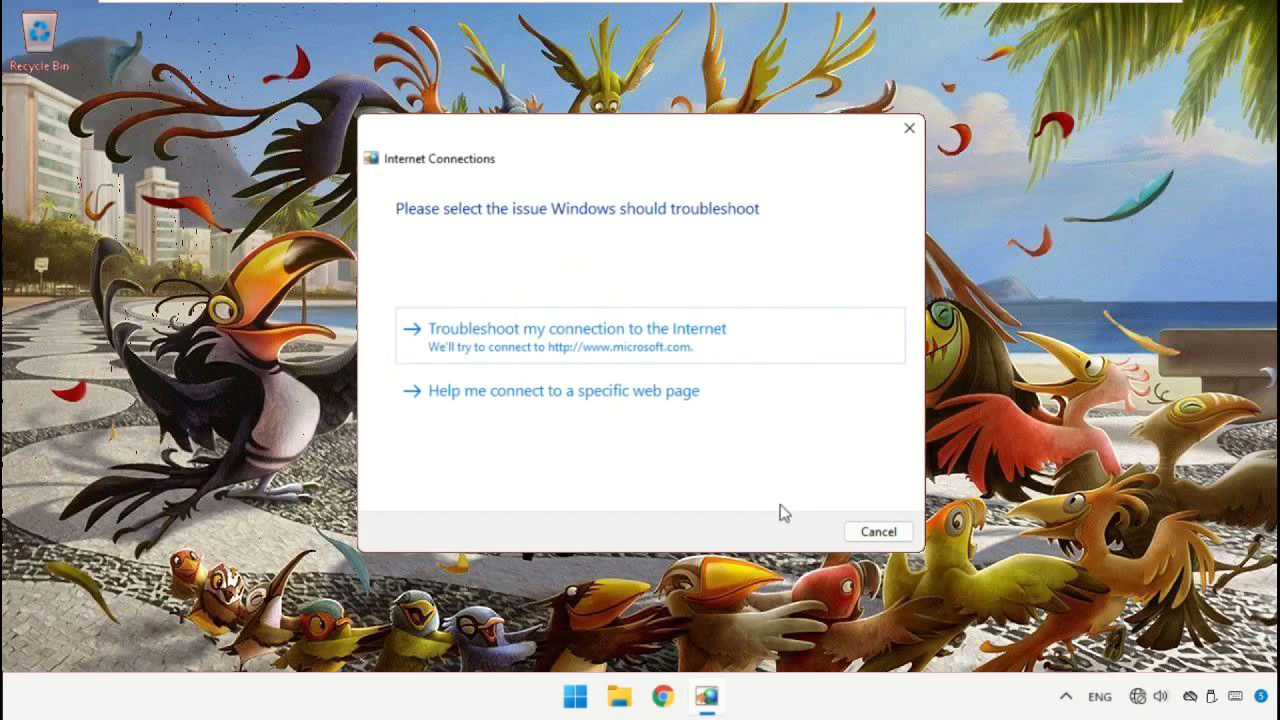 Recycle Bin
Internet Connections
Please select the issue Windows should troubleshoot
Troubleshoot my connection to the Internet
We'll try to connect to http://www.microsoft.com.
Help me connect to a specific web page
Cancel
ENG
5